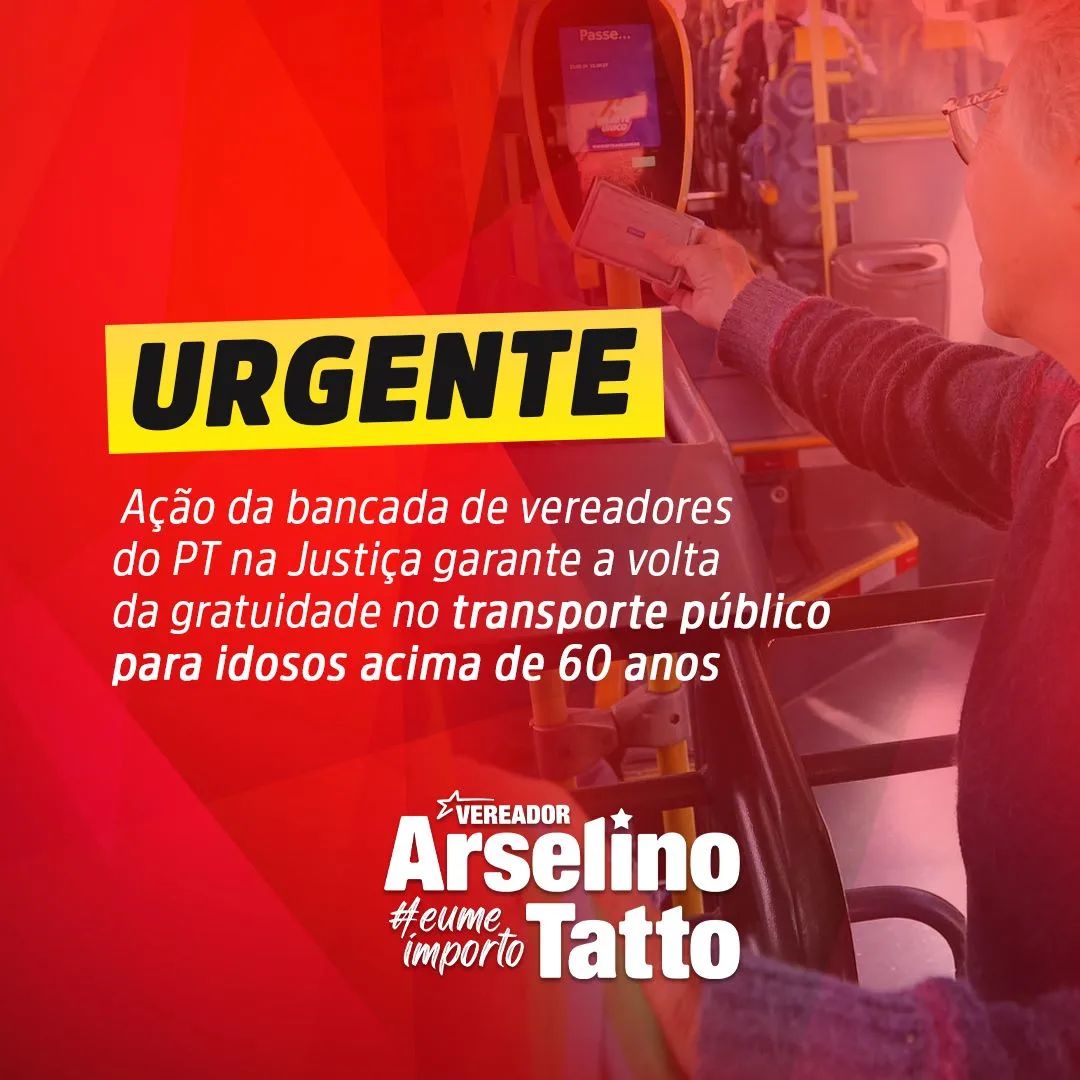 Passe...
URGENTE
Ação da bancada de vereadores
do PT na Justiça garante a volta
da gratuidade no transporte público
para idosos acima de 60 anos
VEREADOR
Arselino
#eume
importo
Tatto